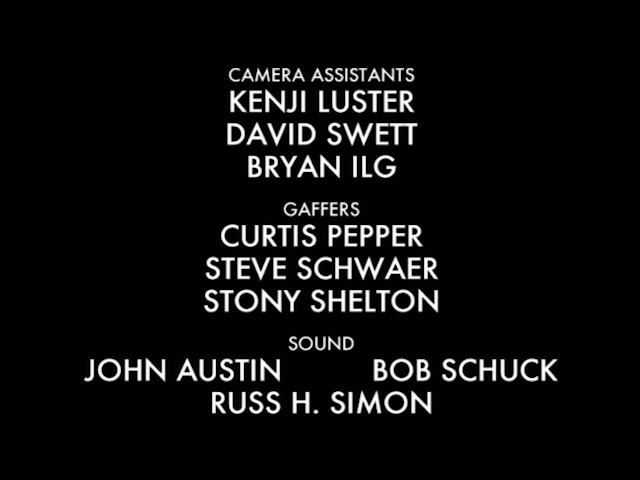 CAMERA ASSISTANTS
KENJI LUSTER
DAVID SWETT
BRYAN ILG
GAFFERS
CURTIS PEPPER
STEVE SCHWAER
STONY SHELTON
SOUND
JOHN AUSTIN BOB SCHUCK
RUSS H. SIMON